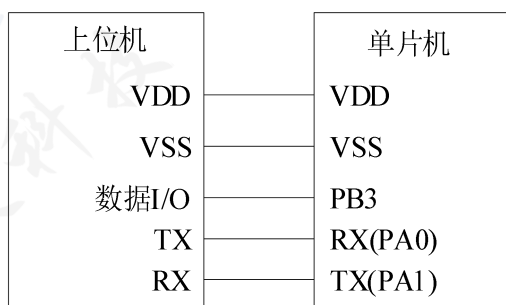 上位机 单片机
VDD VDD
VSS VSS
数据I/O PB3
TX RX(PA0)
RX TX(PA1)